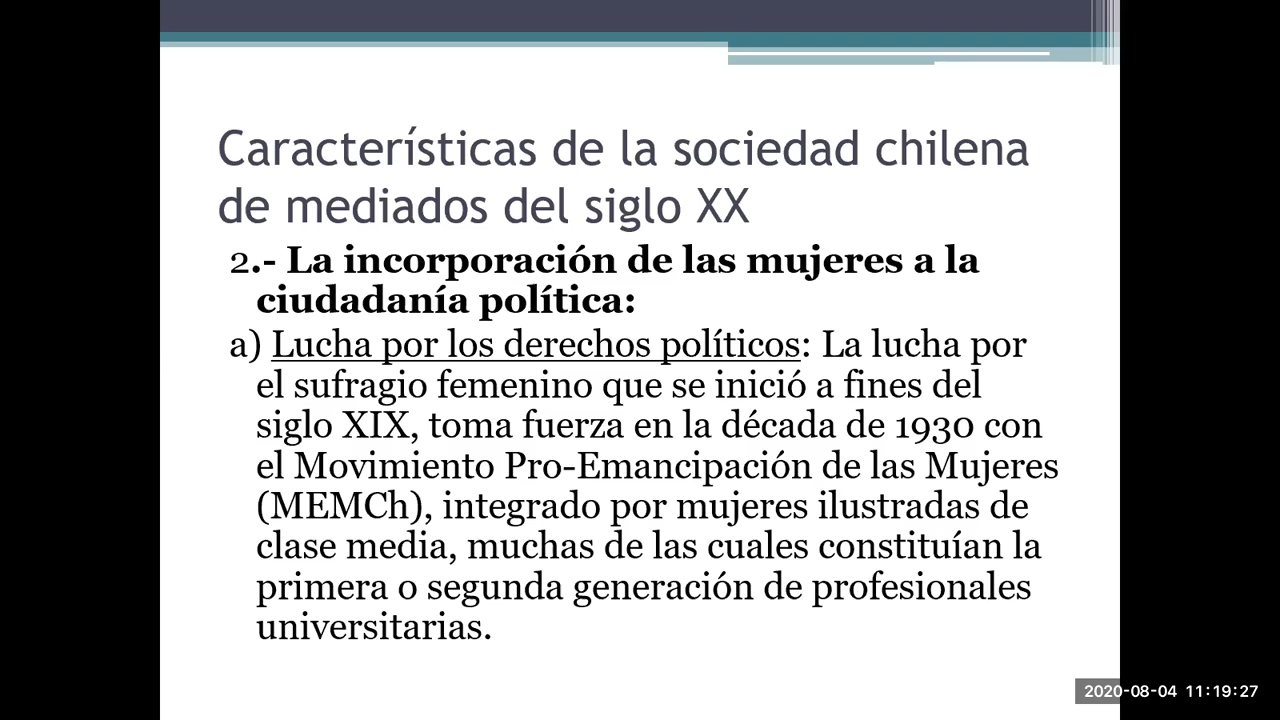 Características de la sociedad chilena
de mediados del siglo XX
2.- La incorporación de las mujeres a la
ciudadanía política:
a) Lucha por los derechos políticos: La lucha por
el sufragio femenino que se inició a fines del
siglo XIX, toma fuerza en la década de 1930 con
el Movimiento Pro-Emancipación de las Mujeres
(MEMCh), integrado por mujeres ilustradas de
clase media, muchas de las cuales constituían la
primera o segunda generación de profesionales
universitarias.
2020-08-04 11:19:27